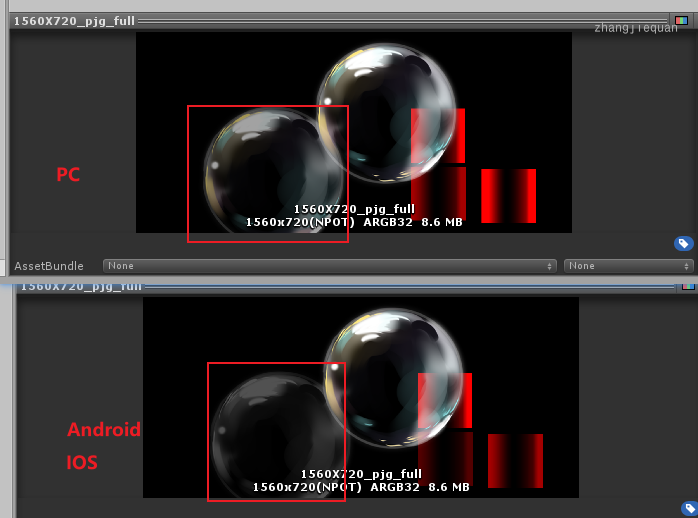 1560X720_pjg_full
zhangjiequan
PC
1560X720_pjg_full
1560x720(NPOT) ARGB32 8.6 MB
AssetBundle None None
1560X720_pjg_full
Android
IOS
1560X720_pjg_full
1560x720(NPOT) ARGB32 8.6 MB